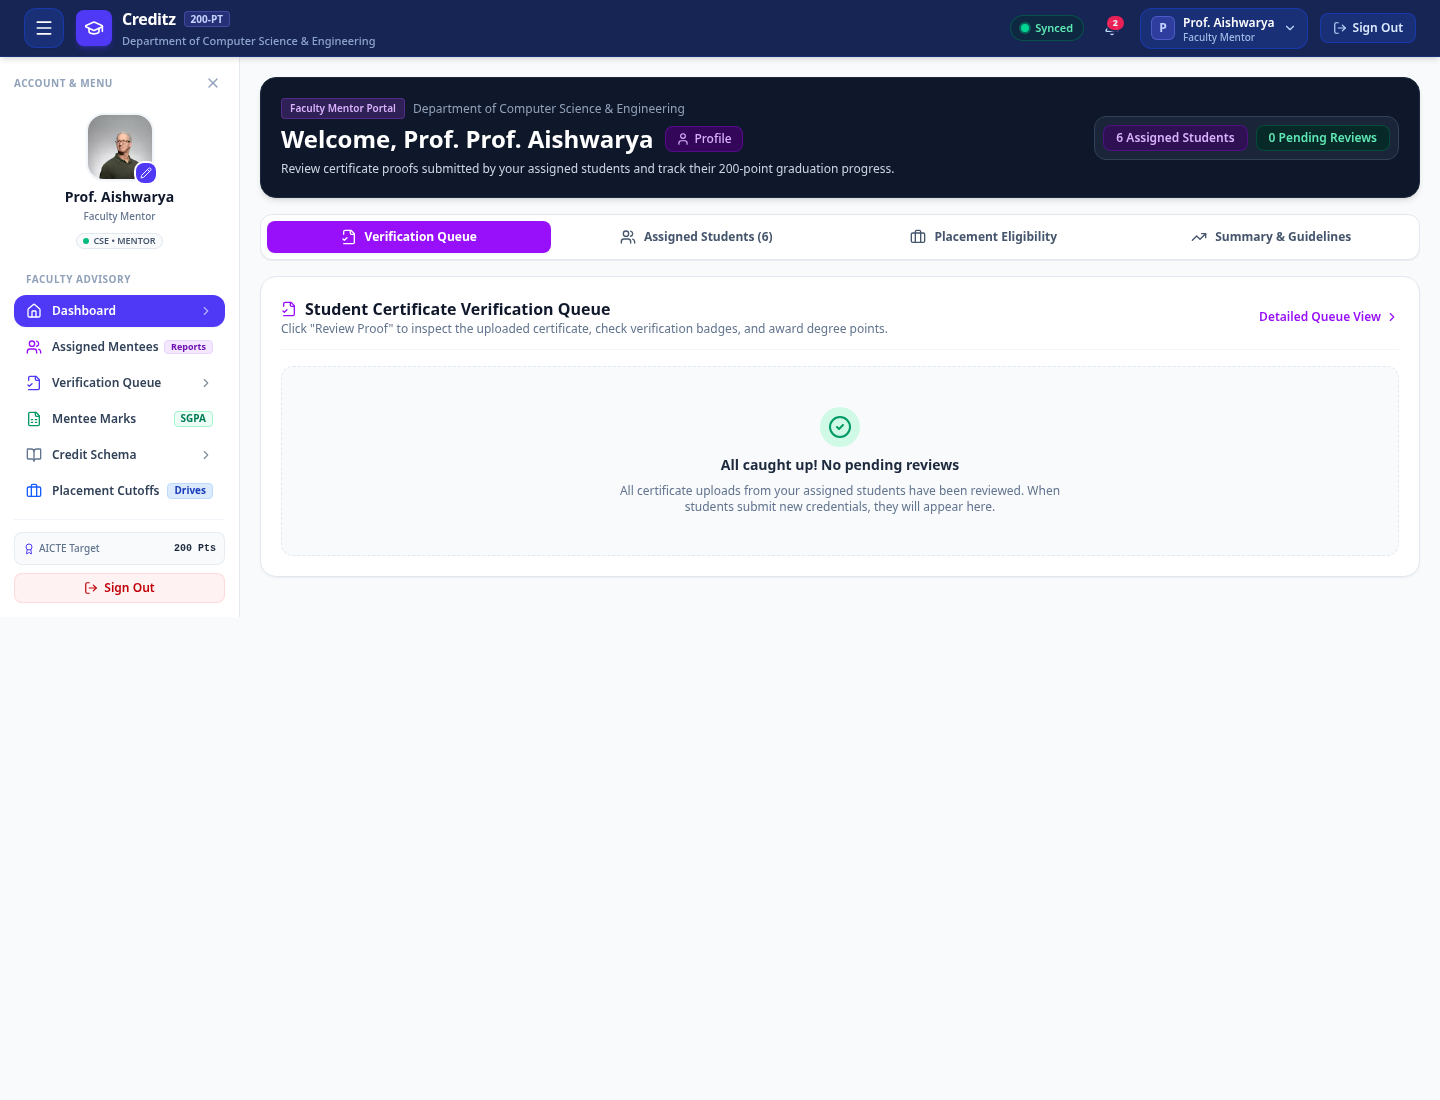 Creditz 200-PT
Department of Computer Science & Engineering
Synced
2
P
Prof. Aishwarya
Faculty Mentor
Sign Out
ACCOUNT & MENU
Prof. Aishwarya
Faculty Mentor
CSE • MENTOR
FACULTY ADVISORY
Dashboard
Assigned Mentees Reports
Verification Queue
Mentee Marks SGPA
Credit Schema
Placement Cutoffs Drives
AICTE Target 200 Pts
Sign Out
Faculty Mentor Portal Department of Computer Science & Engineering
Welcome, Prof. Prof. Aishwarya Profile
Review certificate proofs submitted by your assigned students and track their 200-point graduation progress.
6 Assigned Students 0 Pending Reviews
Verification Queue Assigned Students (6) Placement Eligibility Summary & Guidelines
Student Certificate Verification Queue
Click "Review Proof" to inspect the uploaded certificate, check verification badges, and award degree points.
Detailed Queue View
All caught up! No pending reviews
All certificate uploads from your assigned students have been reviewed. When
students submit new credentials, they will appear here.